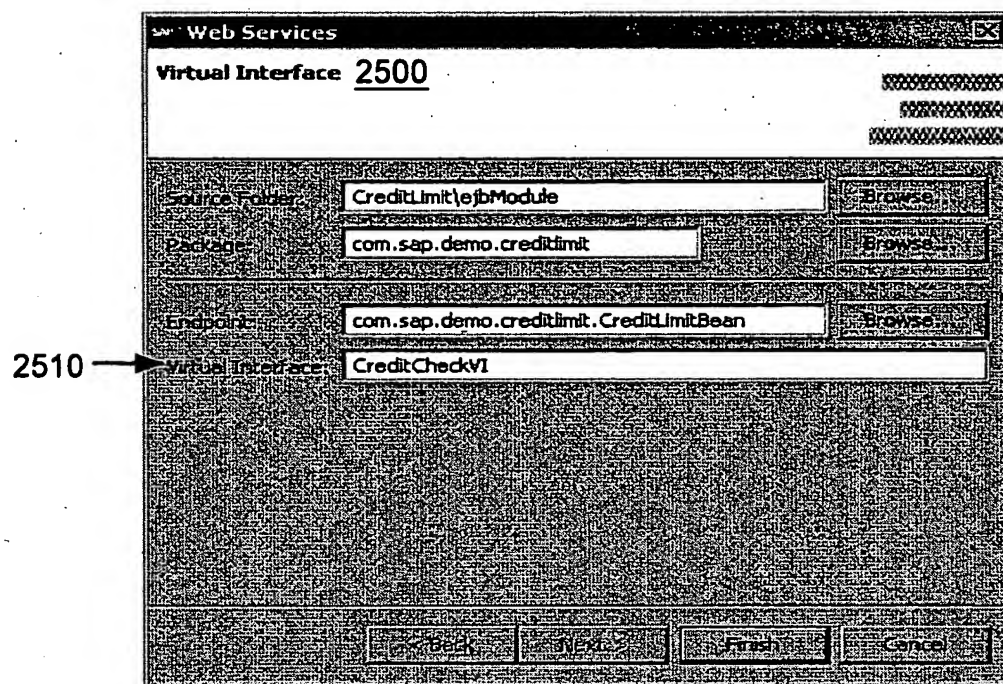 SAP Web Services
Virtual Interface 2500
Source Folder: CreditLimit\ejbModule Browse...
Package: com.sap.demo.creditlimit Browse...
Endpoint: com.sap.demo.creditlimit.CreditLimitBean Browse...
2510 Virtual Interface: CreditCheckVI
< Back Next > Finish Cancel